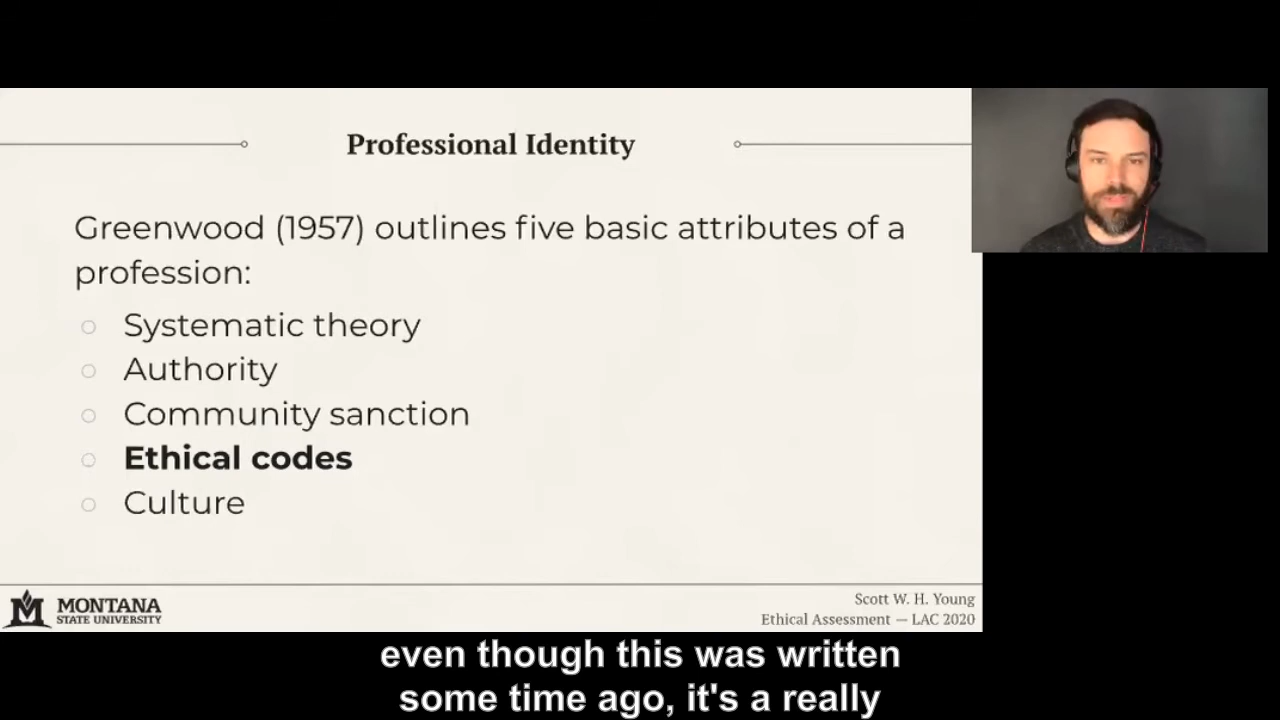 Professional Identity
Greenwood (1957) outlines five basic attributes of a
profession:
Systematic theory
Authority
Community sanction
Ethical codes
Culture
MONTANA
STATE UNIVERSITY
Scott W. H. Young
Ethical Assessment — LAC 2020
even though this was written
some time ago, it's a really